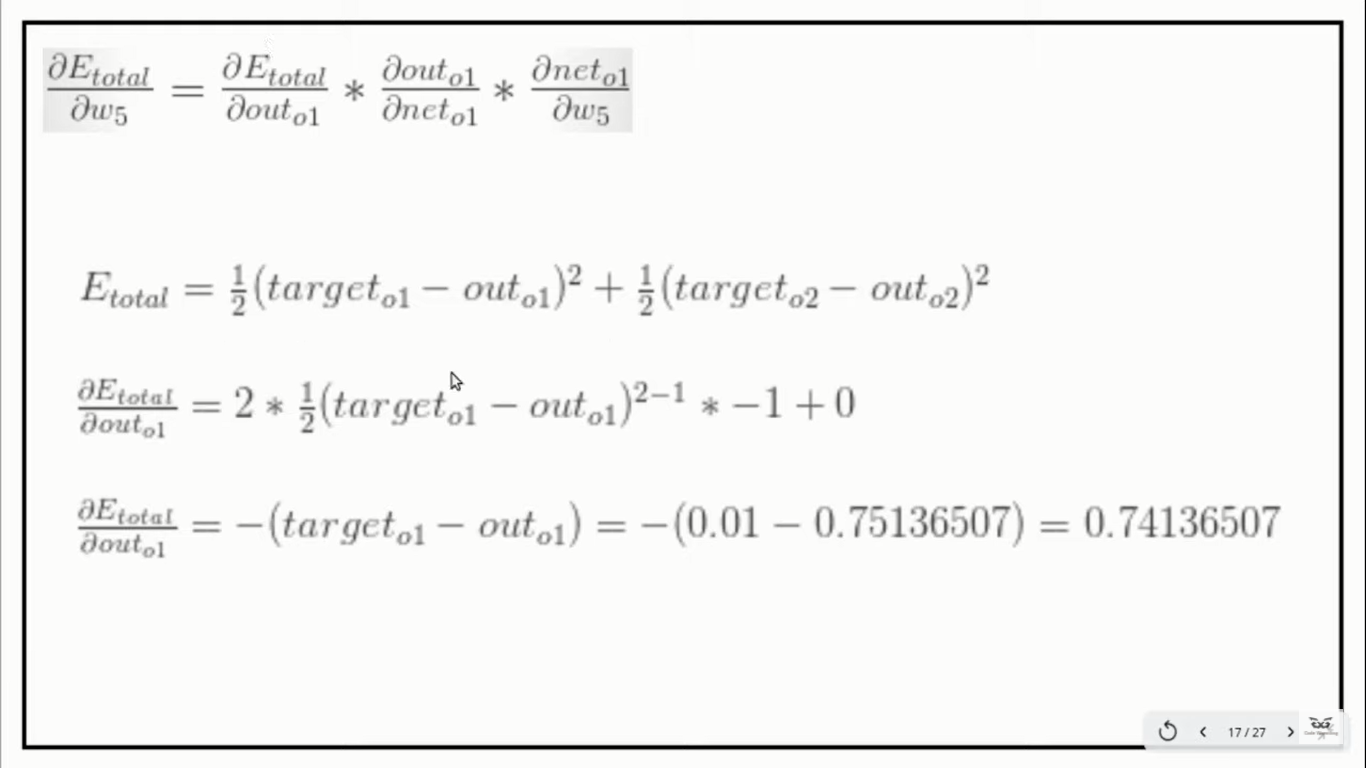 ∂E_total/∂w_5 = ∂E_total/∂out_o1 * ∂out_o1/∂net_o1 * ∂net_o1/∂w_5
E_total = 1/2(target_o1 − out_o1)^2 + 1/2(target_o2 − out_o2)^2
∂E_total/∂out_o1 = 2 * 1/2(target_o1 − out_o1)^{2−1} * −1 + 0
∂E_total/∂out_o1 = −(target_o1 − out_o1) = −(0.01 − 0.75136507) = 0.74136507
17 / 27